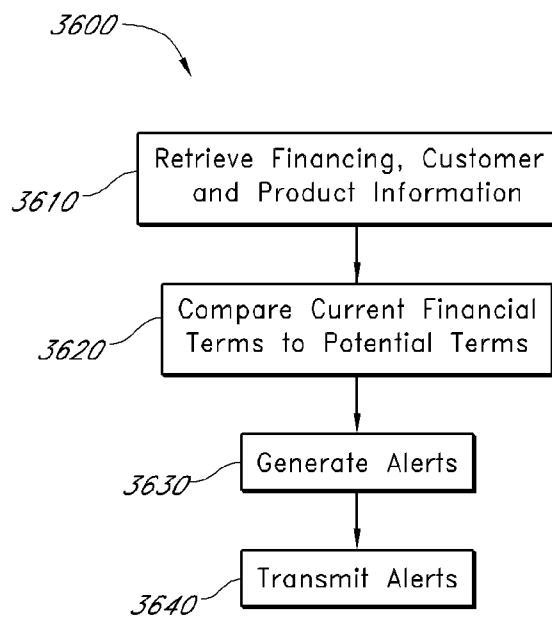 3600
Retrieve Financing, Customer
and Product Information
3610
Compare Current Financial
Terms to Potential Terms
3620
Generate Alerts
3630
Transmit Alerts
3640